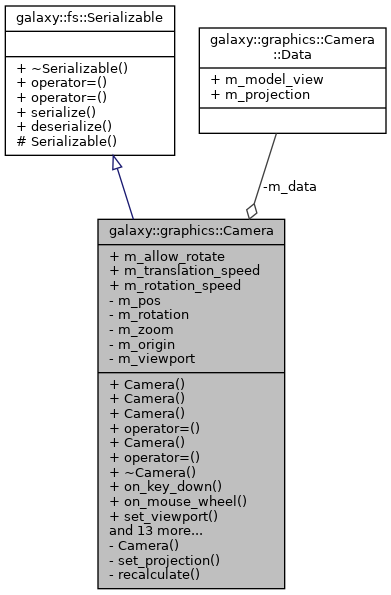 galaxy::fs::Serializable
+ ~Serializable()
+ operator=()
+ operator=()
+ serialize()
+ deserialize()
# Serializable()
galaxy::graphics::Camera
::Data
+ m_model_view
+ m_projection
-m_data
galaxy::graphics::Camera
+ m_allow_rotate
+ m_translation_speed
+ m_rotation_speed
- m_pos
- m_rotation
- m_zoom
- m_origin
- m_viewport
+ Camera()
+ Camera()
+ Camera()
+ operator=()
+ Camera()
+ operator=()
+ ~Camera()
+ on_key_down()
+ on_mouse_wheel()
+ set_viewport()
and 13 more...
- Camera()
- set_projection()
- recalculate()